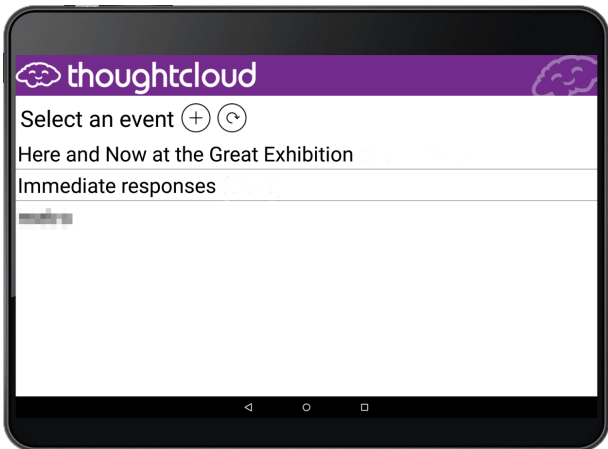 thoughtcloud
Select an event
Here and Now at the Great Exhibition
Immediate responses